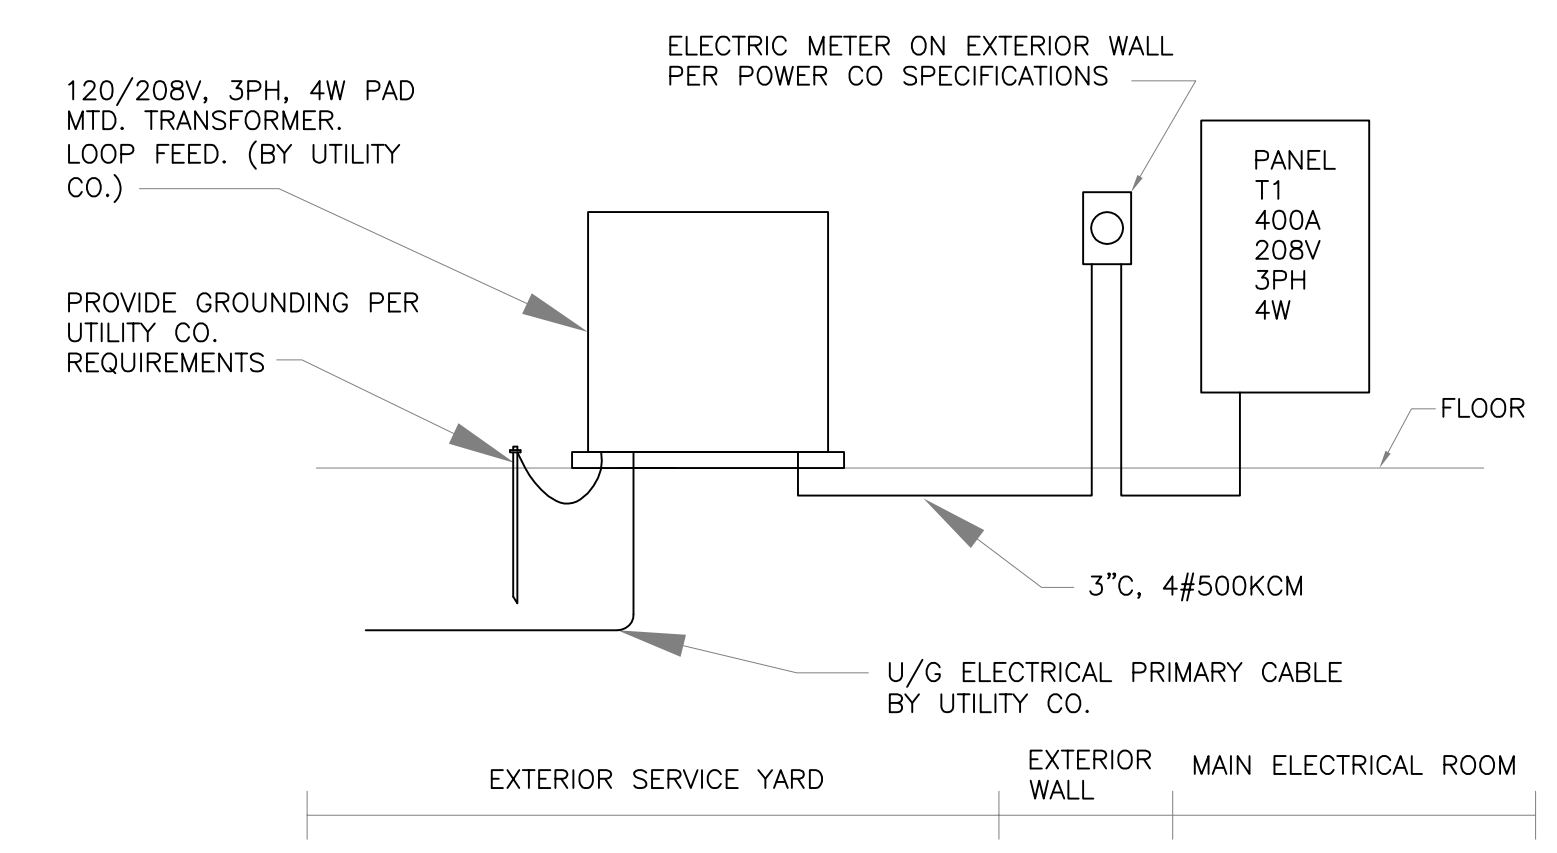 ELECTRIC METER ON EXTERIOR WALL
PER POWER CO SPECIFICATIONS
120/208V, 3PH, 4W PAD
MTD. TRANSFORMER.
LOOP FEED. (BY UTILITY
CO.)
PANEL
T1
400A
208V
3PH
4W
PROVIDE GROUNDING PER
UTILITY CO.
REQUIREMENTS
FLOOR
3"C, 4#500KCM
U/G ELECTRICAL PRIMARY CABLE
BY UTILITY CO.
EXTERIOR SERVICE YARD
EXTERIOR
WALL
MAIN ELECTRICAL ROOM